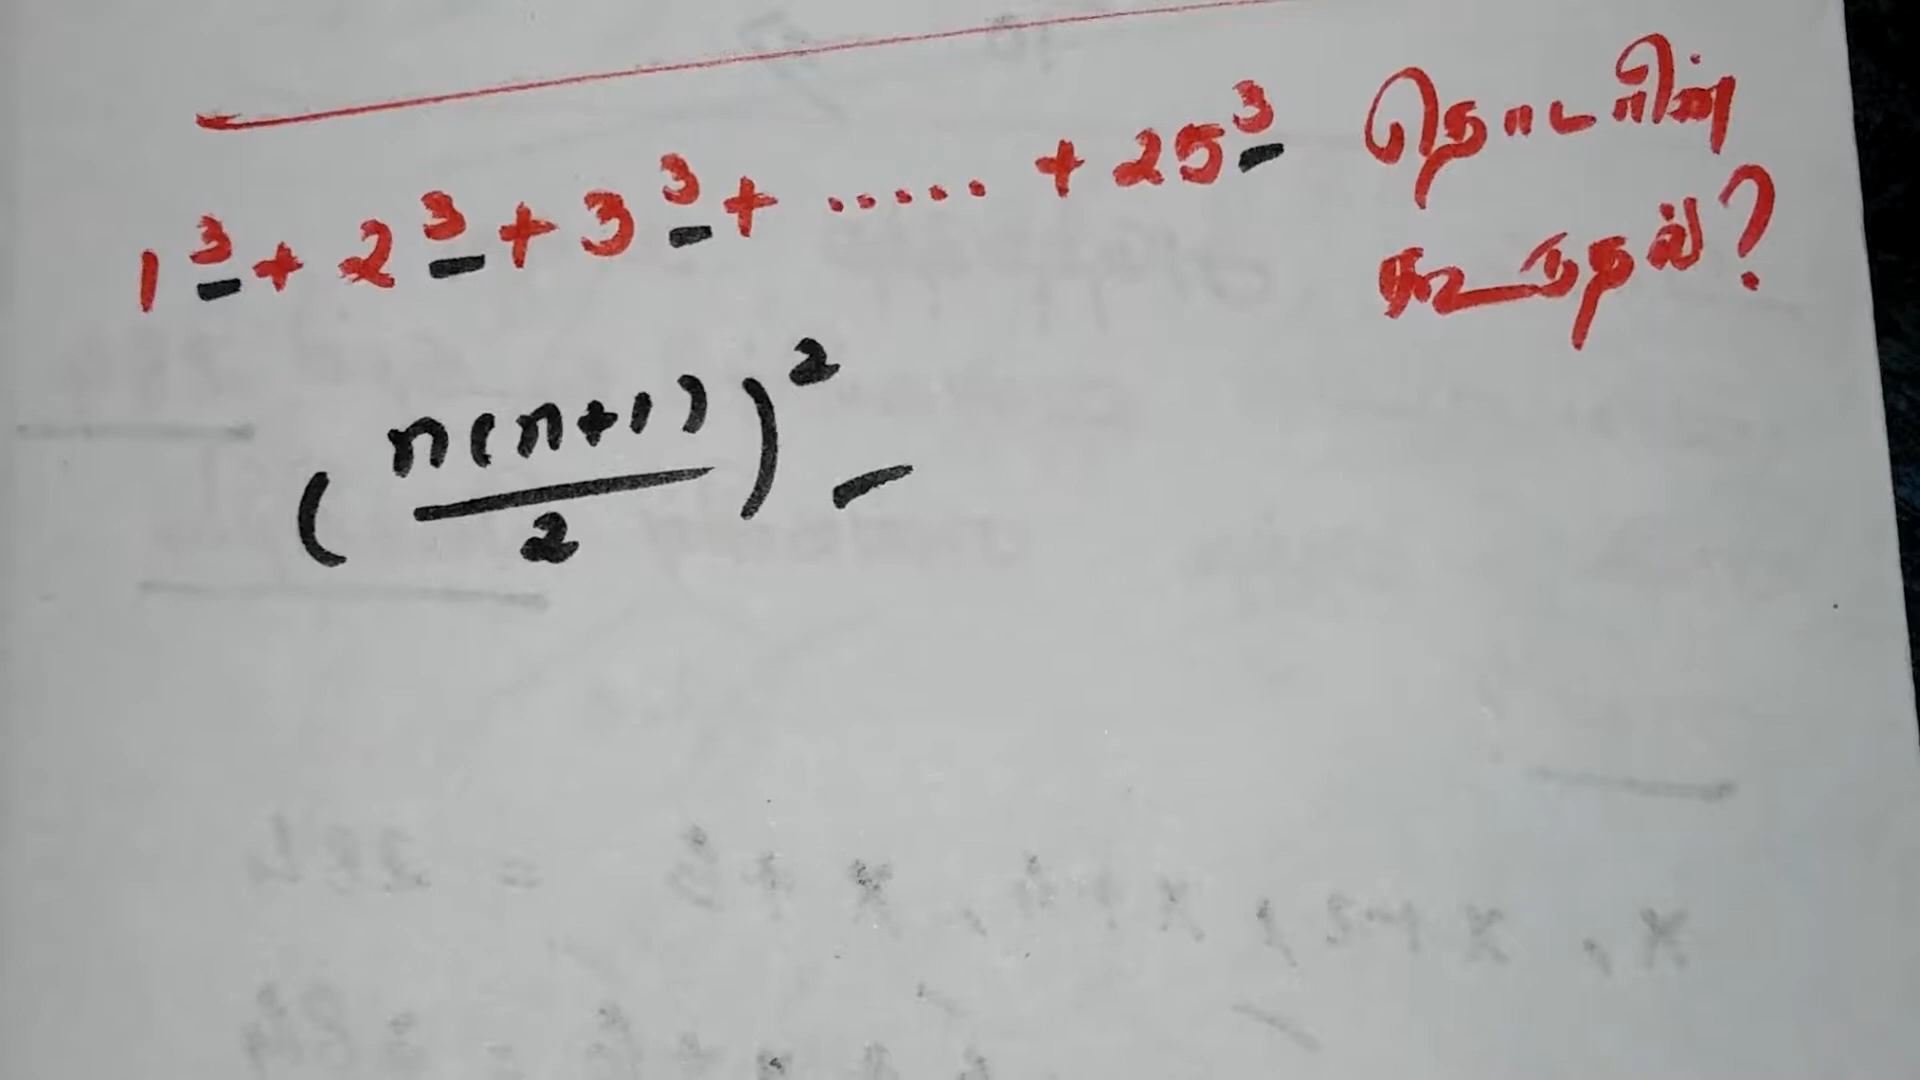 1³ + 2³ + 3³ + ..... + 25³ தொடரின்
கூடுதல்?
(n(n+1)/2)²